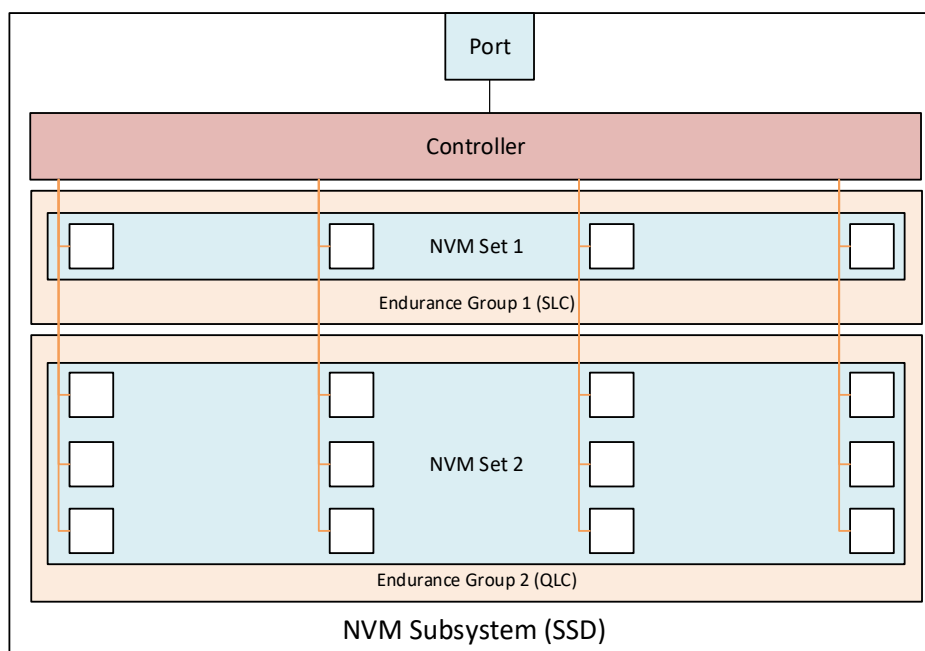 Port
Controller
NVM Set 1
Endurance Group 1 (SLC)
NVM Set 2
Endurance Group 2 (QLC)
NVM Subsystem (SSD)